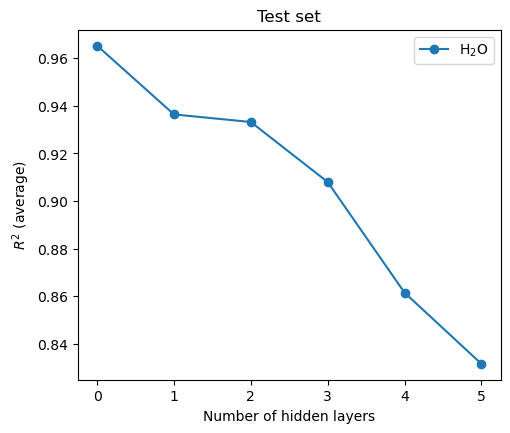 Test set
H₂O
0.96
0.94
0.92
0.90
0.88
0.86
0.84
R² (average)
0 1 2 3 4 5
Number of hidden layers